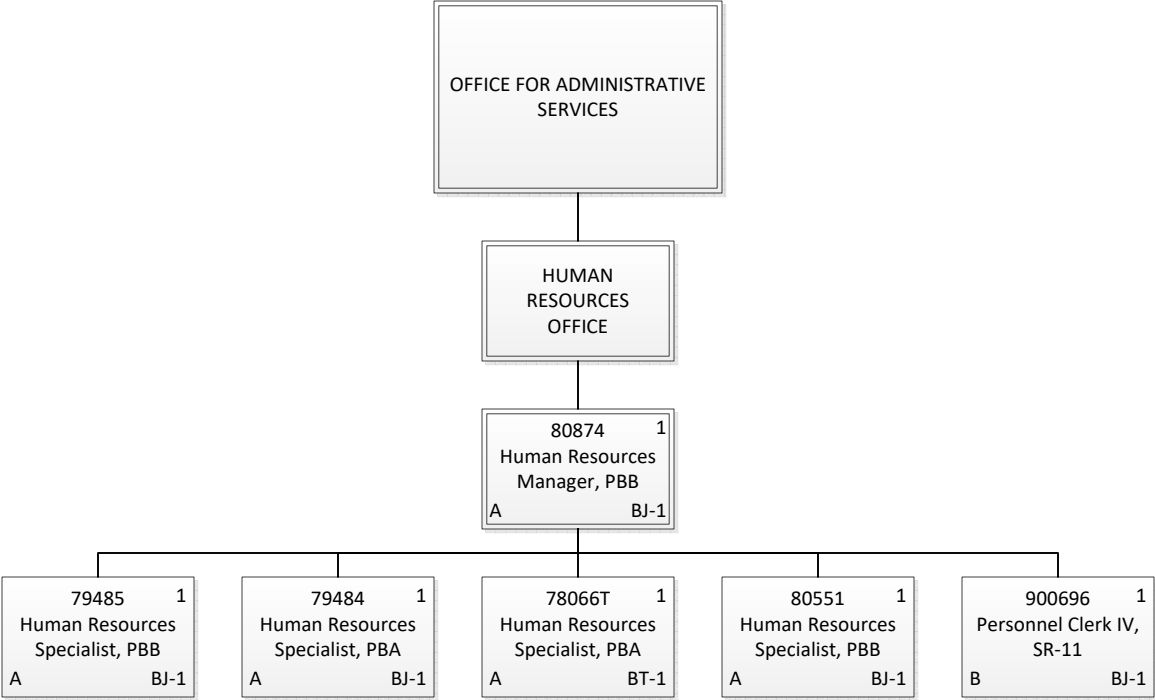 OFFICE FOR ADMINISTRATIVE
SERVICES
HUMAN
RESOURCES
OFFICE
80874 1
Human Resources
Manager, PBB
A BJ-1
79485 1
Human Resources
Specialist, PBB
A BJ-1
79484 1
Human Resources
Specialist, PBA
A BJ-1
78066T 1
Human Resources
Specialist, PBA
A BT-1
80551 1
Human Resources
Specialist, PBB
A BJ-1
900696 1
Personnel Clerk IV,
SR-11
B BJ-1